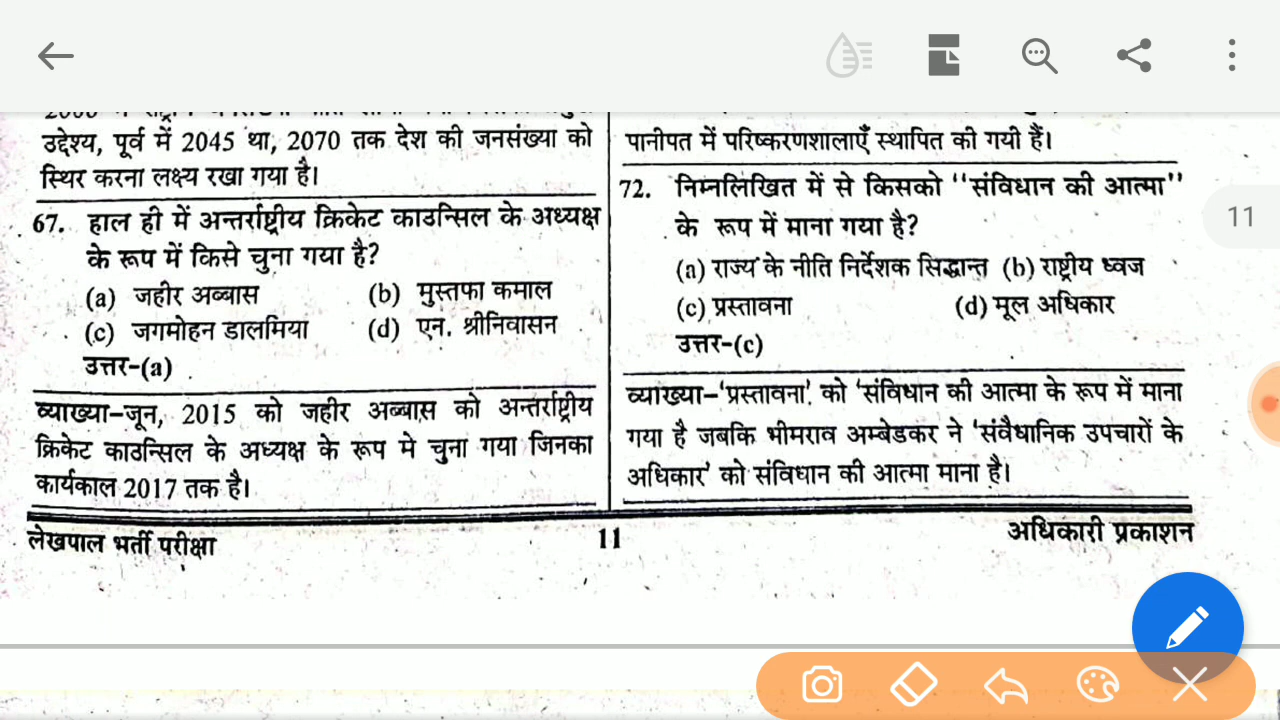 उद्देश्य, पूर्व में 2045 था, 2070 तक देश की जनसंख्या को
स्थिर करना लक्ष्य रखा गया है।
67. हाल ही में अन्तर्राष्ट्रीय क्रिकेट काउन्सिल के अध्यक्ष
के रूप में किसे चुना गया है?
(a) जहीर अब्बास (b) मुस्तफा कमाल
(c) जगमोहन डालमिया (d) एन. श्रीनिवासन
उत्तर-(a)
व्याख्या-जून, 2015 को जहीर अब्बास को अन्तर्राष्ट्रीय
क्रिकेट काउन्सिल के अध्यक्ष के रूप मे चुना गया जिनका
कार्यकाल 2017 तक है।
पानीपत में परिष्करणशालाएँ स्थापित की गयी हैं।
72. निम्नलिखित में से किसको ''संविधान की आत्मा''
के रूप में माना गया है?
(a) राज्य के नीति निर्देशक सिद्धान्त (b) राष्ट्रीय ध्वज
(c) प्रस्तावना (d) मूल अधिकार
उत्तर-(c)
व्याख्या-'प्रस्तावना' को 'संविधान की आत्मा के रूप में माना
गया है जबकि भीमराव अम्बेडकर ने 'संवैधानिक उपचारों के
अधिकार' को संविधान की आत्मा माना है।
लेखपाल भर्ती परीक्षा 11 अधिकारी प्रकाशन
11